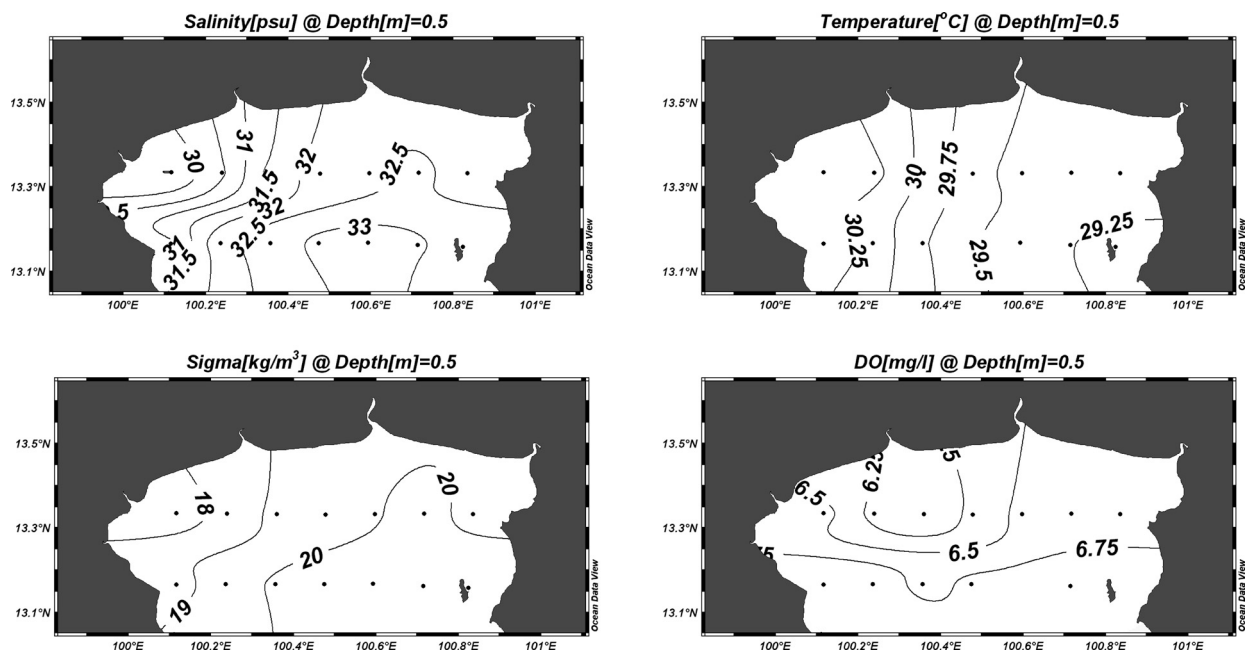 Salinity[psu] @ Depth[m]=0.5
13.5°N
13.3°N
13.1°N
30
31
31.5
32
32.5
32
32.5
33
31
31.5
.5
100°E 100.2°E 100.4°E 100.6°E 100.8°E 101°E
Ocean Data View
Temperature[°C] @ Depth[m]=0.5
13.5°N
13.3°N
13.1°N
30
29.75
30.25
29.5
29.25
100°E 100.2°E 100.4°E 100.6°E 100.8°E 101°E
Ocean Data View
Sigma[kg/m³] @ Depth[m]=0.5
13.5°N
13.3°N
13.1°N
18
20
20
19
100°E 100.2°E 100.4°E 100.6°E 100.8°E 101°E
Ocean Data View
DO[mg/l] @ Depth[m]=0.5
13.5°N
13.3°N
13.1°N
6.25
5
6.5
6.5
6.75
100°E 100.2°E 100.4°E 100.6°E 100.8°E 101°E
Ocean Data View